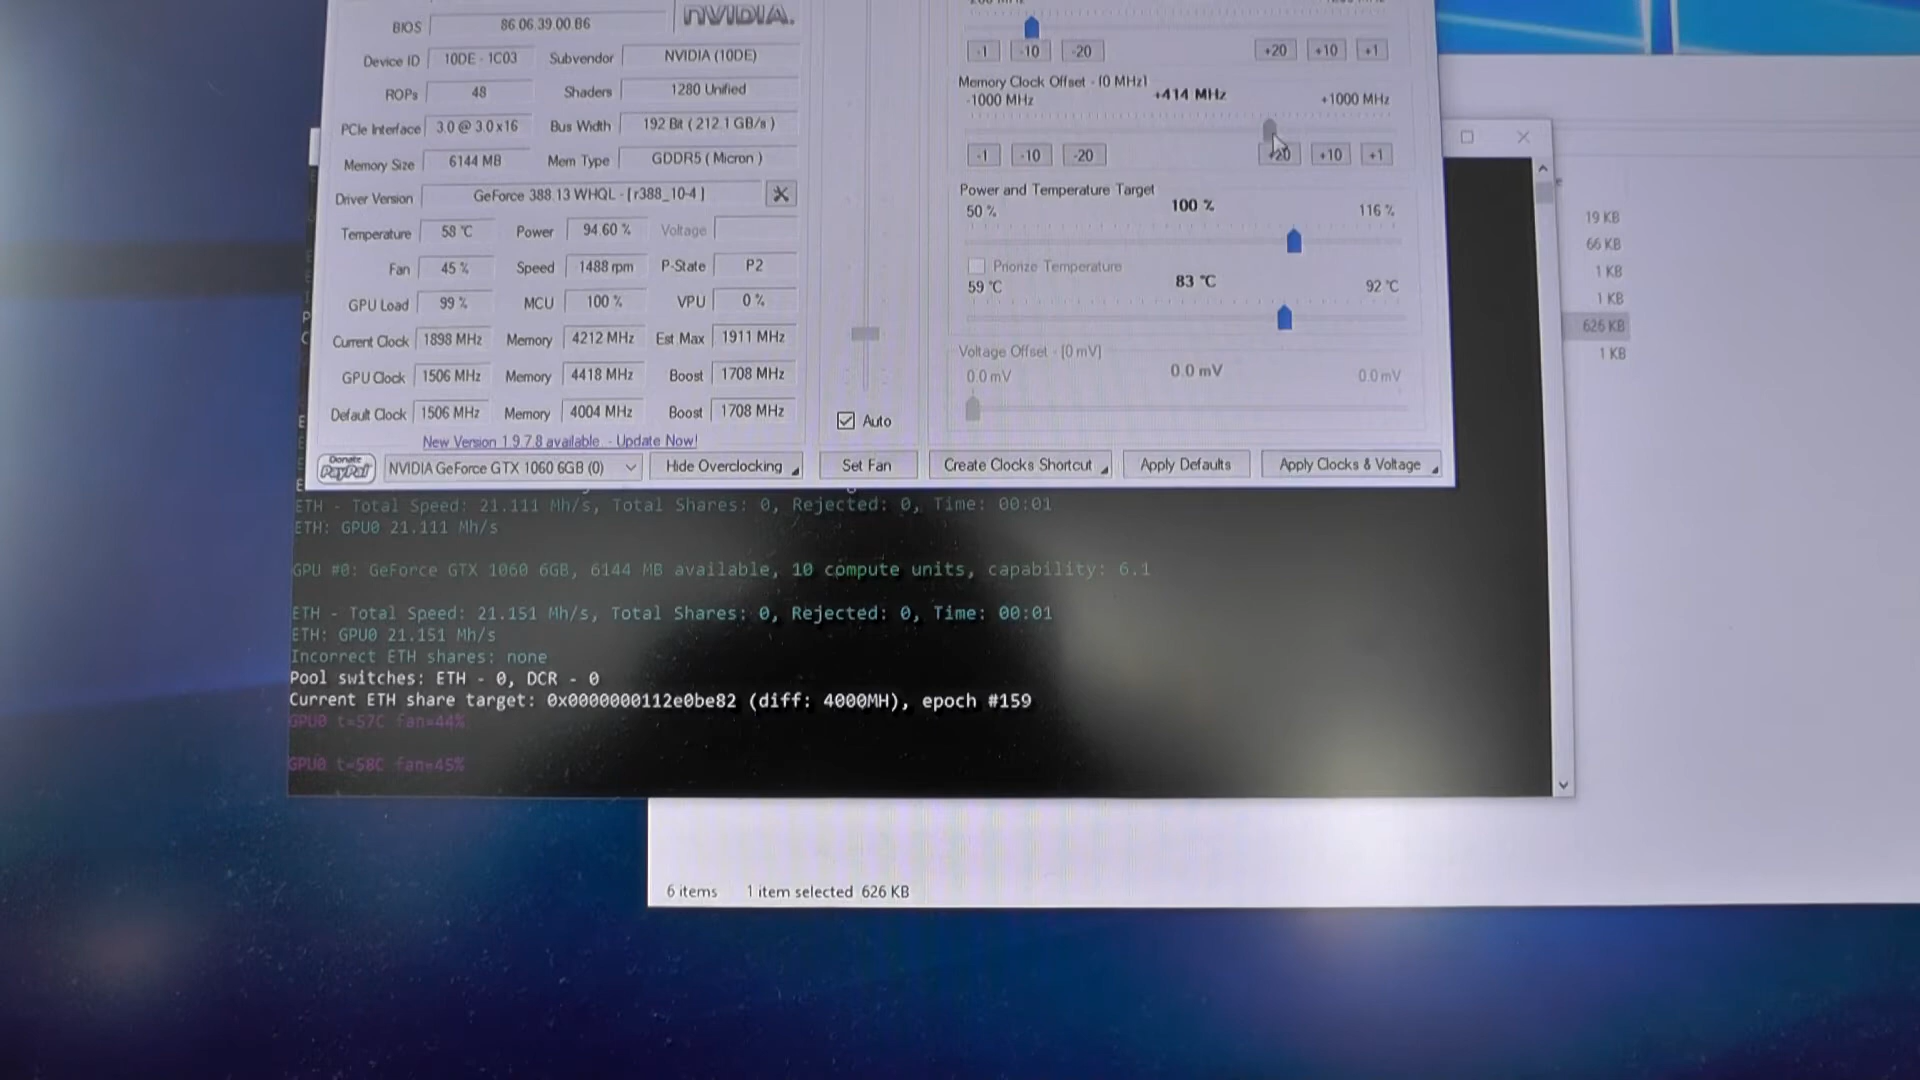 BIOS 86.06.39.00.B6 NVIDIA.
Device ID 10DE - 1C03 Subvendor NVIDIA (10DE)
ROPs 48 Shaders 1280 Unified
PCIe Interface 3.0 @ 3.0 x16 Bus Width 192 Bit ( 212.1 GB/s )
Memory Size 6144 MB Mem Type GDDR5 ( Micron )
Driver Version GeForce 388.13 WHQL - [ r388_10-4 ]
Temperature 58 °C Power 94.60 % Voltage
Fan 45 % Speed 1488 rpm P-State P2
GPU Load 99 % MCU 100 % VPU 0 %
Current Clock 1898 MHz Memory 4212 MHz Est Max 1911 MHz
GPU Clock 1506 MHz Memory 4418 MHz Boost 1708 MHz
Default Clock 1506 MHz Memory 4004 MHz Boost 1708 MHz
New Version 1.9.7.8 available - Update Now!
Donate
PayPal
NVIDIA GeForce GTX 1060 6GB (0)
Hide Overclocking
Auto
Set Fan
-1 -10 -20 +20 +10 +1
Memory Clock Offset - [0 MHz]
-1000 MHz +414 MHz +1000 MHz
-1 -10 -20 +20 +10 +1
Power and Temperature Target
50 % 100 % 116 %
Priorize Temperature
59 °C 83 °C 92 °C
Voltage Offset - [0 mV]
0.0 mV 0.0 mV 0.0 mV
Create Clocks Shortcut Apply Defaults Apply Clocks & Voltage
19 KB
66 KB
1 KB
1 KB
626 KB
1 KB
ETH - Total Speed: 21.111 Mh/s, Total Shares: 0, Rejected: 0, Time: 00:01
ETH: GPU0 21.111 Mh/s
GPU #0: GeForce GTX 1060 6GB, 6144 MB available, 10 compute units, capability: 6.1
ETH - Total Speed: 21.151 Mh/s, Total Shares: 0, Rejected: 0, Time: 00:01
ETH: GPU0 21.151 Mh/s
Incorrect ETH shares: none
Pool switches: ETH - 0, DCR - 0
Current ETH share target: 0x0000000112e0be82 (diff: 4000MH), epoch #159
GPU0 t=57C fan=44%
GPU0 t=58C fan=45%
6 items 1 item selected 626 KB